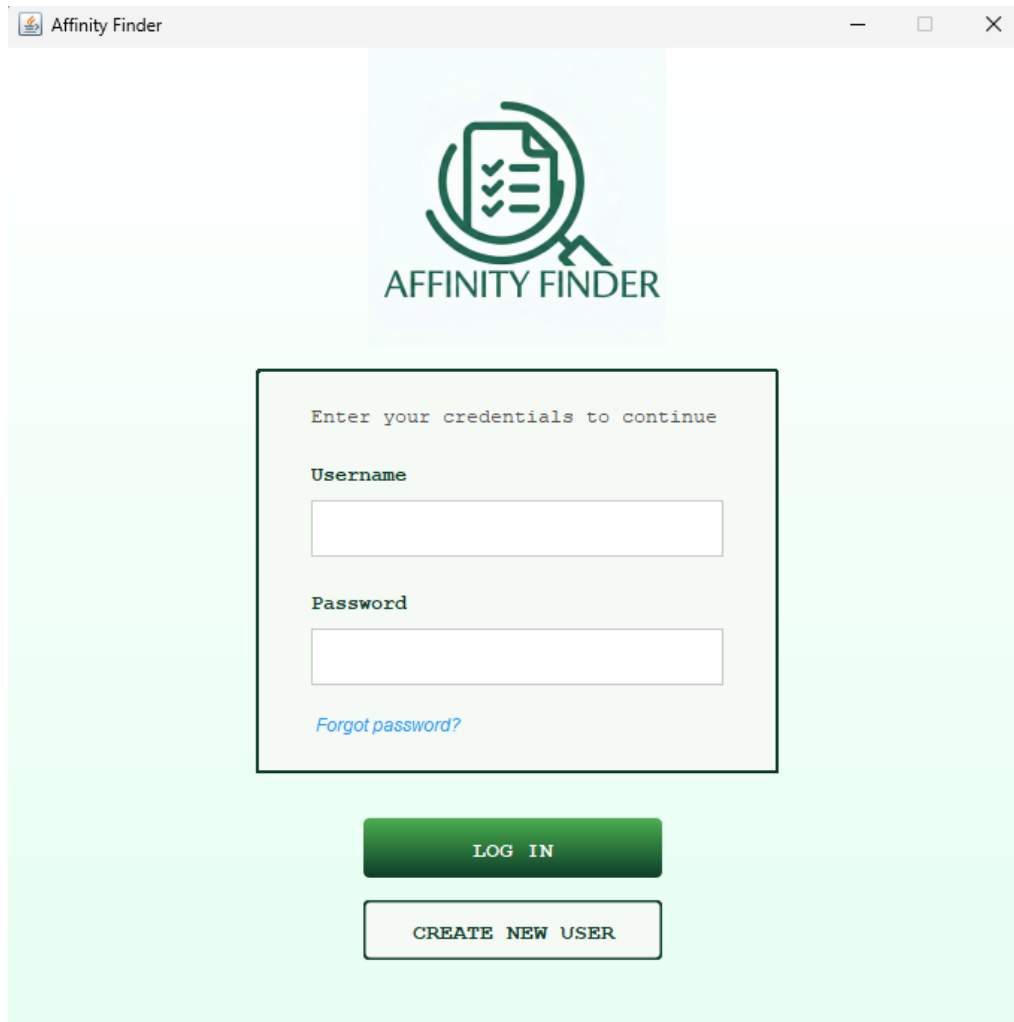 Affinity Finder
AFFINITY FINDER
Enter your credentials to continue
Username
Password
Forgot password?
LOG IN
CREATE NEW USER